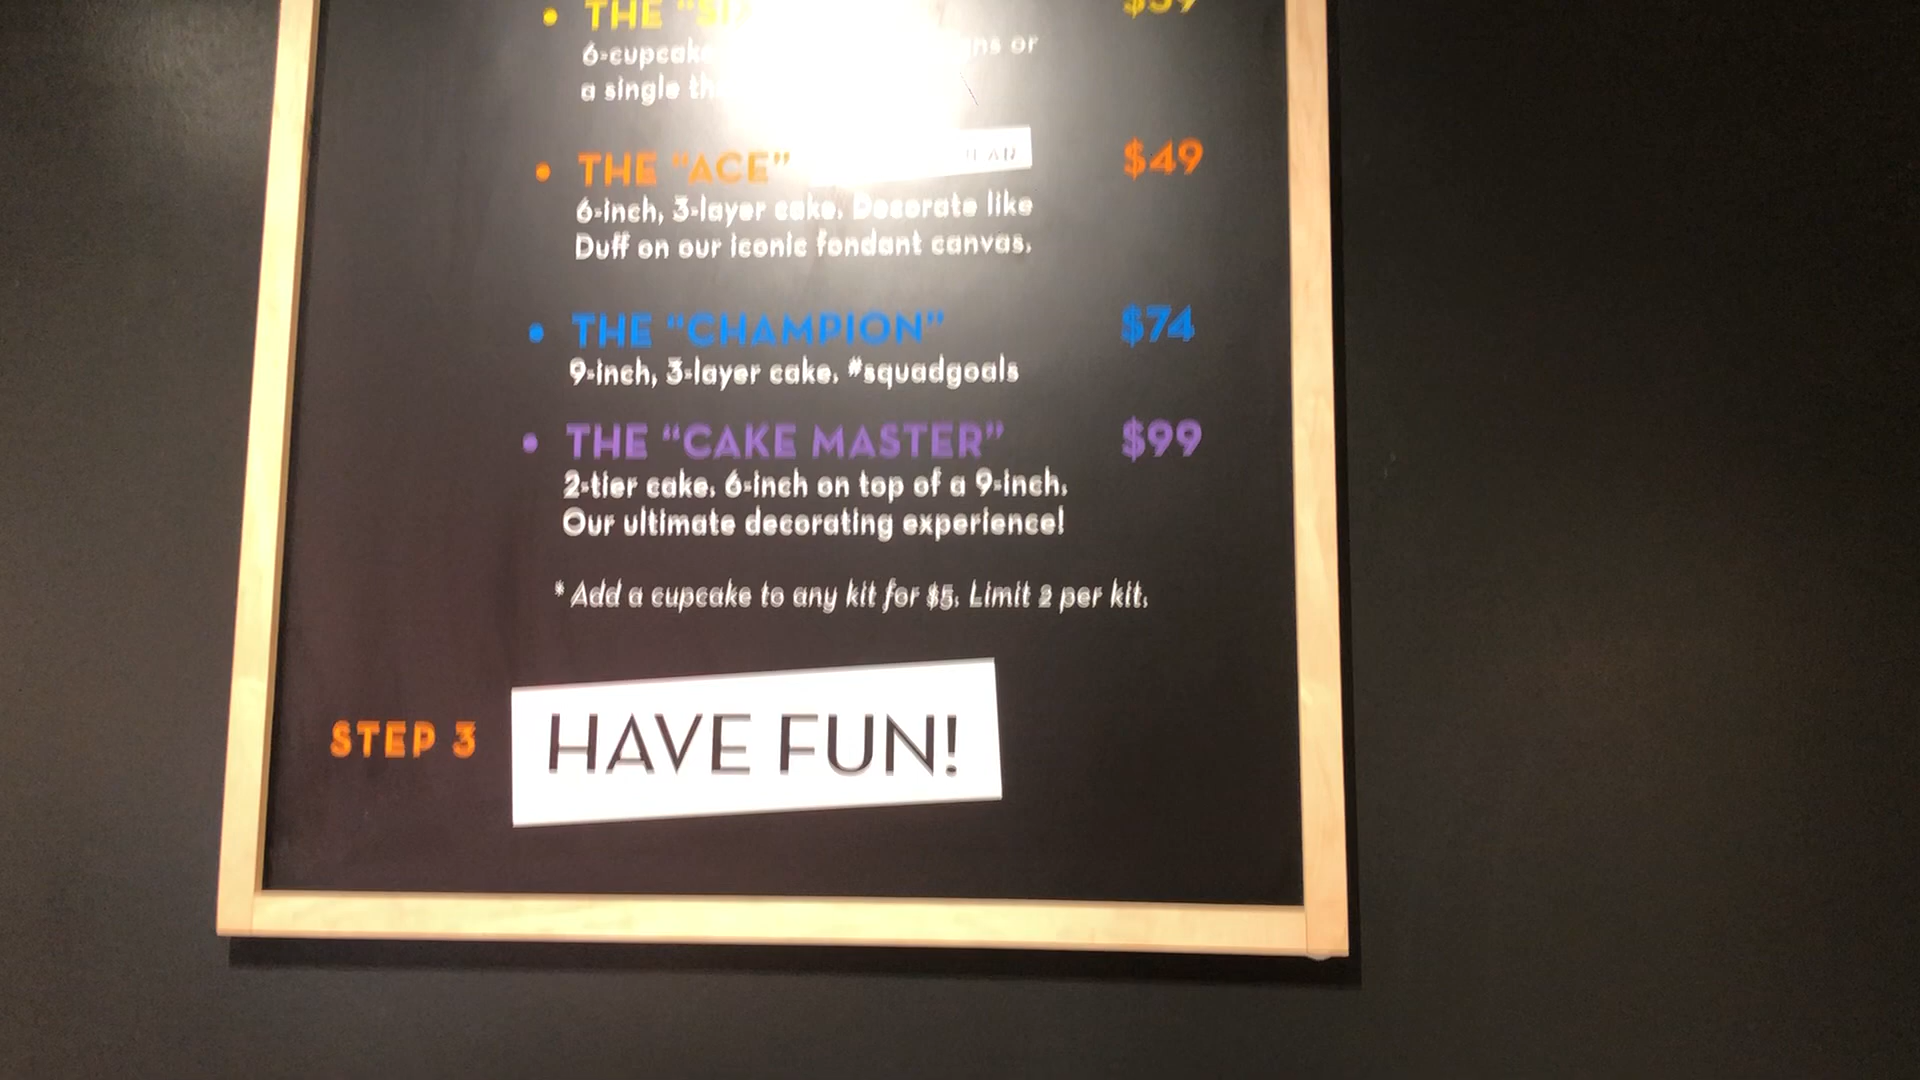 THE
6-cupcake or
a single
THE "ACE" $49
6-inch, 3-layer cake. Decorate like
Duff on our iconic fondant canvas.
THE "CHAMPION" $74
9-inch, 3-layer cake. #squadgoals
THE "CAKE MASTER" $99
2-tier cake. 6-inch on top of a 9-inch.
Our ultimate decorating experience!
* Add a cupcake to any kit for $5. Limit 2 per kit.
STEP 3 HAVE FUN!